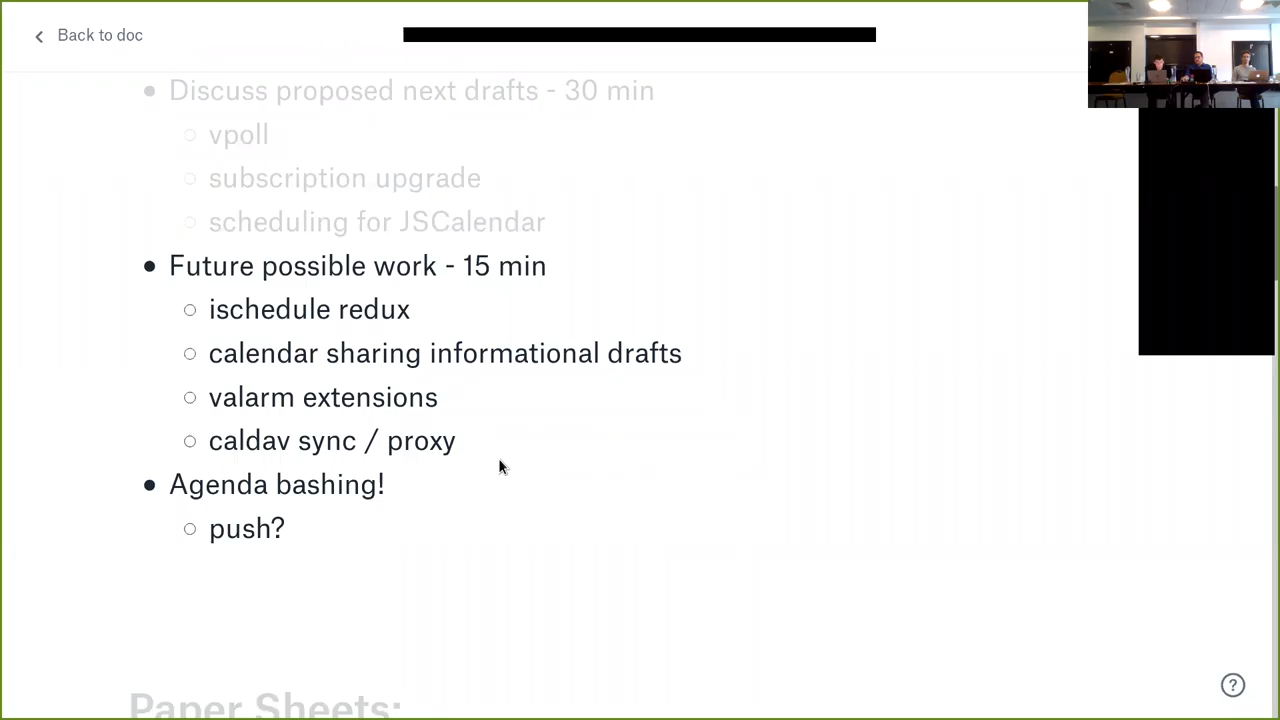 Back to doc
Discuss proposed next drafts - 30 min
vpoll
subscription upgrade
scheduling for JSCalendar
Future possible work - 15 min
ischedule redux
calendar sharing informational drafts
valarm extensions
caldav sync / proxy
Agenda bashing!
push?
Paper Sheets:
?